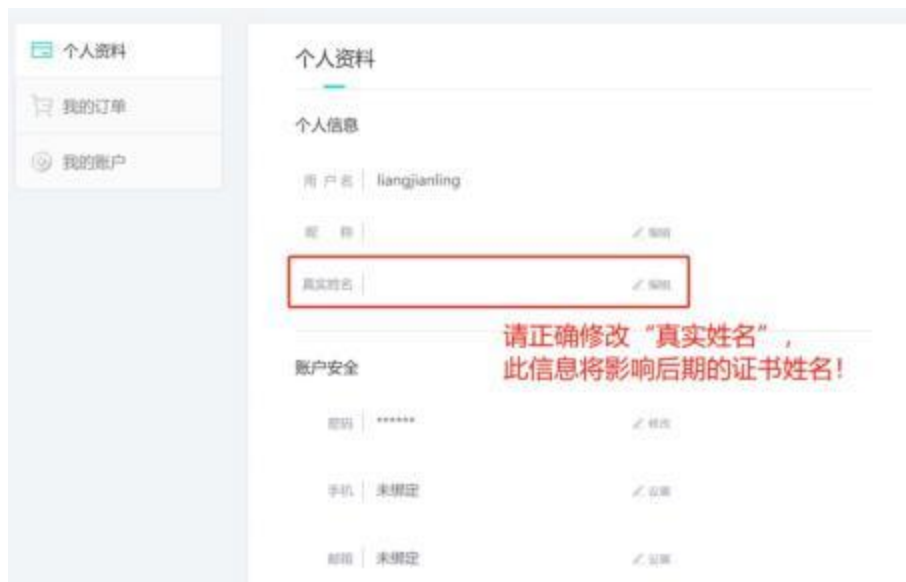 个人资料
我的订单
我的账户
个人资料
个人信息
用户名 liangjianling
昵 称 编辑
真实姓名 编辑
请正确修改“真实姓名”，
此信息将影响后期的证书姓名！
账户安全
密码 ****** 修改
手机 未绑定 设置
邮箱 未绑定 设置